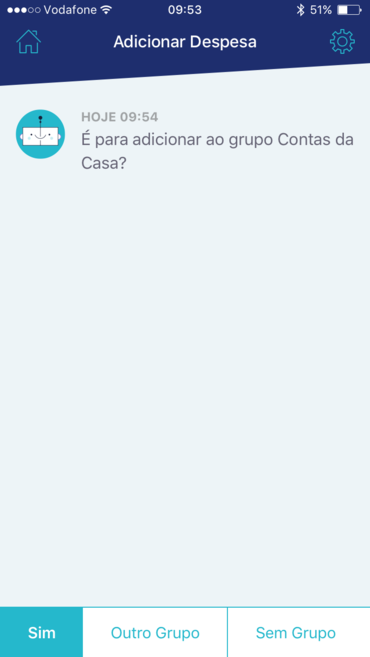 Vodafone 09:53 51%
Adicionar Despesa
HOJE 09:54
É para adicionar ao grupo Contas da
Casa?
Sim Outro Grupo Sem Grupo